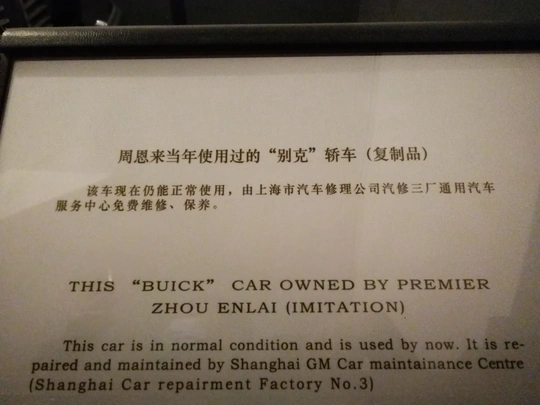 周恩来当年使用过的“别克”轿车（复制品）
该车现在仍能正常使用，由上海市汽车修理公司汽修三厂通用汽车
服务中心免费维修、保养。
THIS “BUICK” CAR OWNED BY PREMIER
ZHOU ENLAI (IMITATION)
This car is in normal condition and is used by now. It is re-
paired and maintained by Shanghai GM Car maintainance Centre
(Shanghai Car repairment Factory No.3)